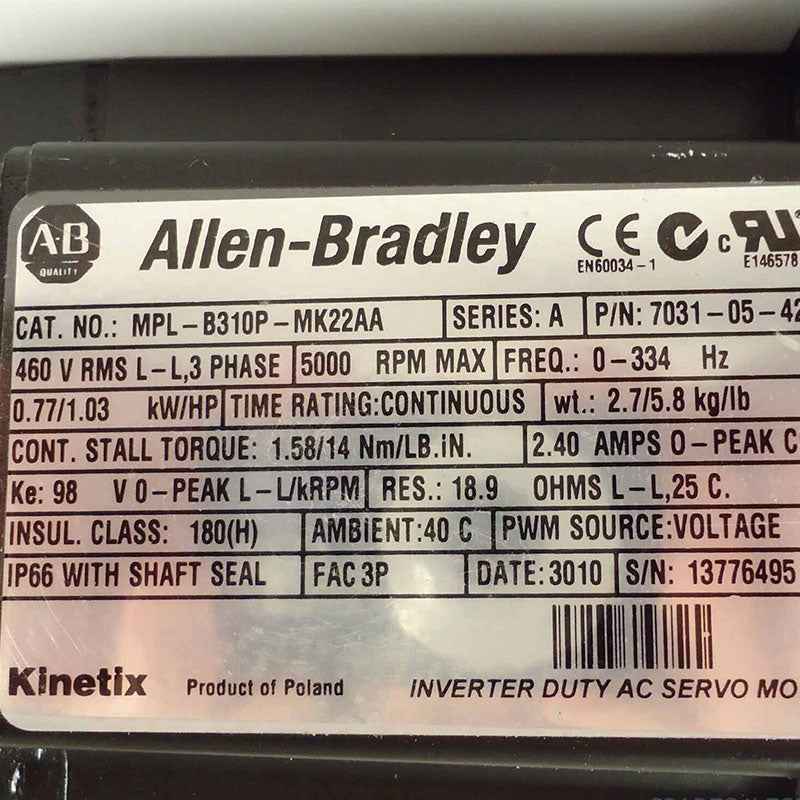 AB
QUALITY
Allen-Bradley
CE
EN60034-1
c
E146578
CAT. NO.: MPL-B310P-MK22AA SERIES: A P/N: 7031-05-42
460 V RMS L-L,3 PHASE 5000 RPM MAX FREQ.: 0-334 Hz
0.77/1.03 kW/HP TIME RATING:CONTINUOUS wt.: 2.7/5.8 kg/lb
CONT. STALL TORQUE: 1.58/14 Nm/LB.iN. 2.40 AMPS 0-PEAK C
Ke: 98 V 0-PEAK L-L/kRPM RES.: 18.9 OHMS L-L,25 C.
INSUL. CLASS: 180(H) AMBiENT:40 C PWM SOURCE:VOLTAGE
IP66 WITH SHAFT SEAL FAC 3P DATE:3010 S/N: 13776495
Kinetix Product of Poland INVERTER DUTY AC SERVO MO